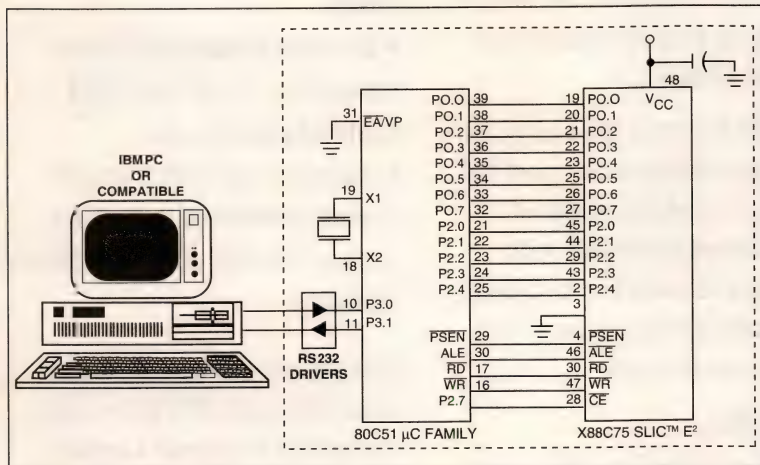 48
31 EA/VP PO.O 39 19 PO.O VCC
PO.1 38 20 PO.1
PO.2 37 21 PO.2
PO.3 36 22 PO.3
IBM PC
OR
COMPATIBLE
PO.4 35 23 PO.4
19 X1 PO.5 34 25 PO.5
PO.6 33 26 PO.6
PO.7 32 27 PO.7
P2.0 21 45 P2.0
P2.1 22 44 P2.1
18 X2 P2.2 23 29 P2.2
P2.3 24 43 P2.3
P2.4 25 2 P2.4
3
10 P3.0
11 P3.1
RS232
DRIVERS
PSEN 29 4 PSEN
ALE 30 46 ALE
RD 17 30 RD
WR 16 47 WR
P2.7 28 CE
80C51 µC FAMILY X88C75 SLIC™ E²